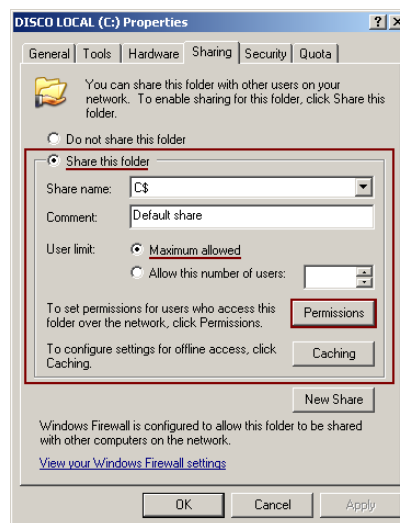 DISCO LOCAL (C:) Properties
General Tools Hardware Sharing Security Quota
You can share this folder with other users on your
network. To enable sharing for this folder, click Share this
folder.
Do not share this folder
Share this folder
Share name: C$
Comment: Default share
User limit: Maximum allowed
Allow this number of users:
To set permissions for users who access this
folder over the network, click Permissions.
Permissions
To configure settings for offline access, click
Caching.
Caching
New Share
Windows Firewall is configured to allow this folder to be shared
with other computers on the network.
View your Windows Firewall settings
OK Cancel Apply